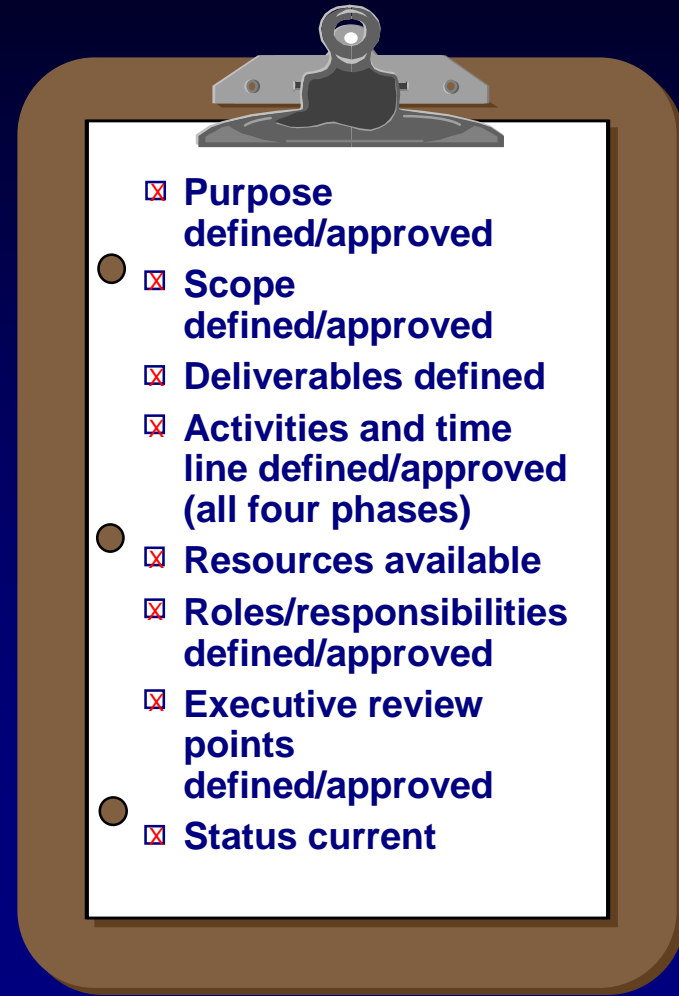 Purpose
defined/approved
Scope
defined/approved
Deliverables defined
Activities and time
line defined/approved
(all four phases)
Resources available
Roles/responsibilities
defined/approved
Executive review
points
defined/approved
Status current